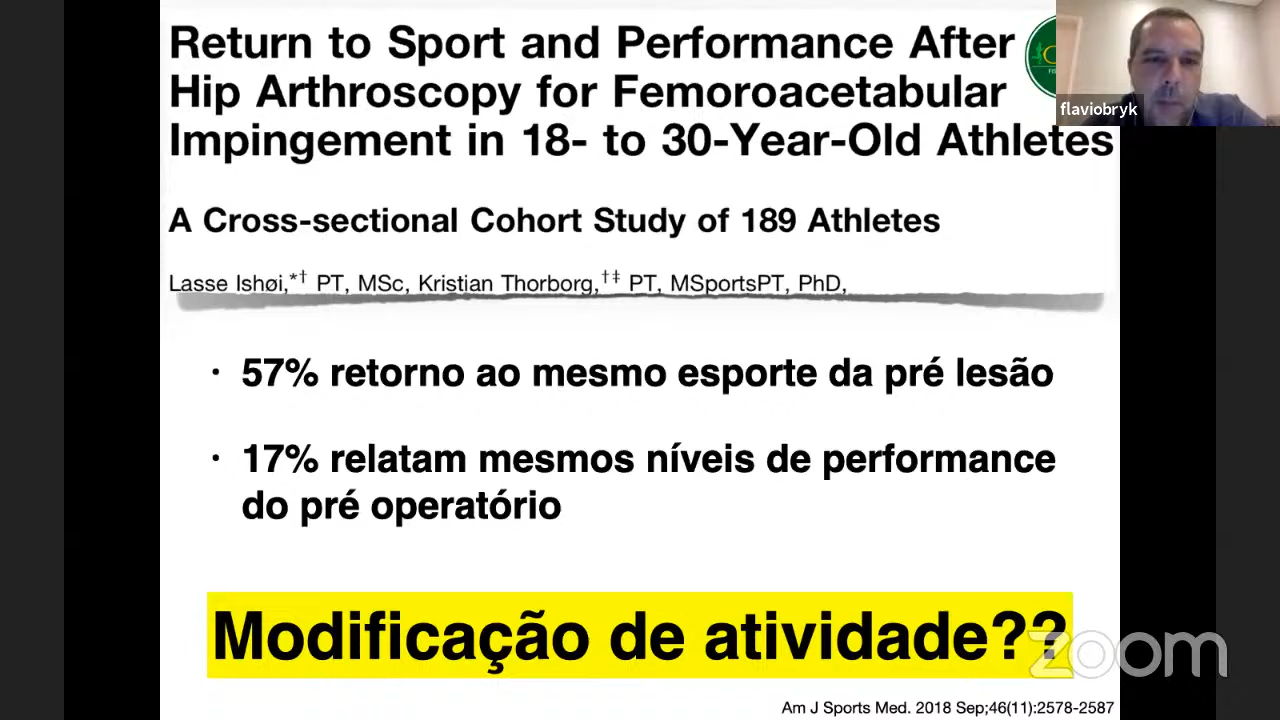 Return to Sport and Performance After
Hip Arthroscopy for Femoroacetabular
Impingement in 18- to 30-Year-Old Athletes
A Cross-sectional Cohort Study of 189 Athletes
Lasse Ishøi,*† PT, MSc, Kristian Thorborg,†‡ PT, MSportsPT, PhD,
flaviobryk
· 57% retorno ao mesmo esporte da pré lesão
· 17% relatam mesmos níveis de performance
do pré operatório
Modificação de atividade??
zoom
Am J Sports Med. 2018 Sep;46(11):2578-2587